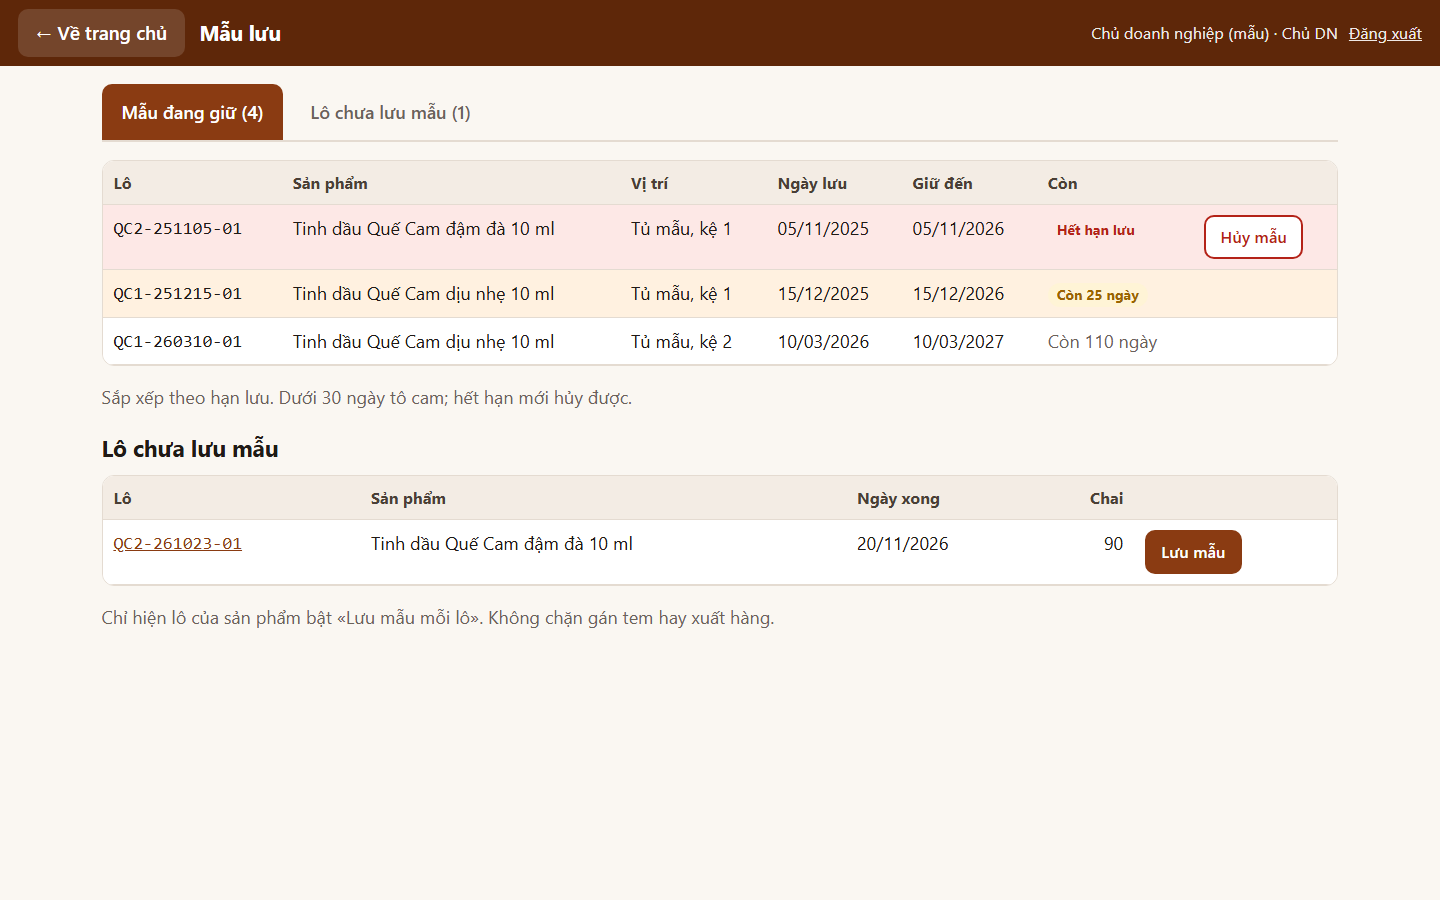 ← Về trang chủ Mẫu lưu Chủ doanh nghiệp (mẫu) · Chủ DN Đăng xuất
Mẫu đang giữ (4) Lô chưa lưu mẫu (1)
Lô Sản phẩm Vị trí Ngày lưu Giữ đến Còn
QC2-251105-01 Tinh dầu Quế Cam đậm đà 10 ml Tủ mẫu, kệ 1 05/11/2025 05/11/2026 Hết hạn lưu Hủy mẫu
QC1-251215-01 Tinh dầu Quế Cam dịu nhẹ 10 ml Tủ mẫu, kệ 1 15/12/2025 15/12/2026 Còn 25 ngày
QC1-260310-01 Tinh dầu Quế Cam dịu nhẹ 10 ml Tủ mẫu, kệ 2 10/03/2026 10/03/2027 Còn 110 ngày
Sắp xếp theo hạn lưu. Dưới 30 ngày tô cam; hết hạn mới hủy được.
Lô chưa lưu mẫu
Lô Sản phẩm Ngày xong Chai
QC2-261023-01 Tinh dầu Quế Cam đậm đà 10 ml 20/11/2026 90 Lưu mẫu
Chỉ hiện lô của sản phẩm bật «Lưu mẫu mỗi lô». Không chặn gán tem hay xuất hàng.